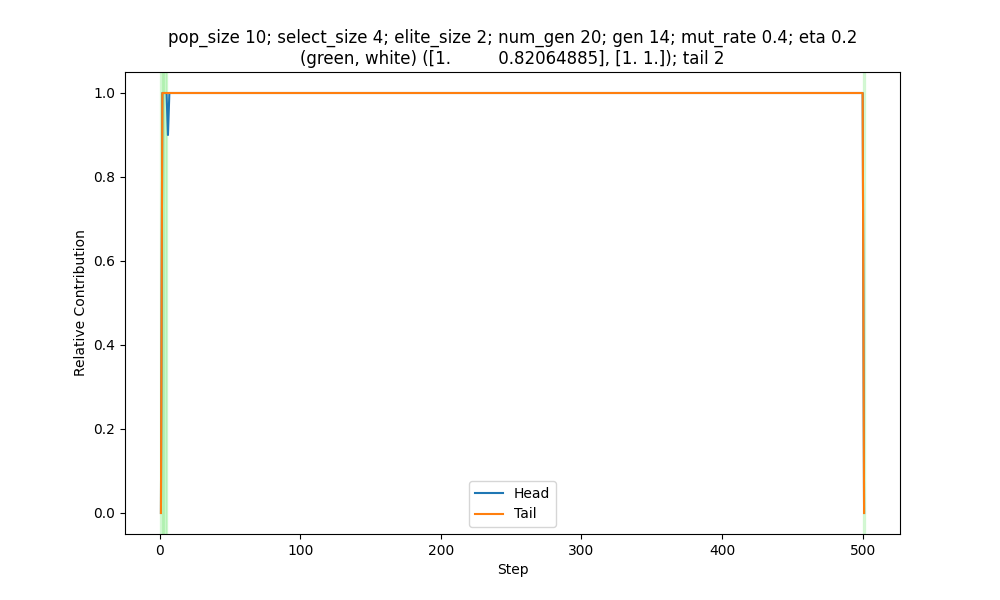 pop_size 10; select_size 4; elite_size 2; num_gen 20; gen 14; mut_rate 0.4; eta 0.2
(green, white) ([1.         0.82064885], [1. 1.]); tail 2
1.0
0.8
0.6
0.4
0.2
0.0
Relative Contribution
Head
Tail
0 100 200 300 400 500
Step